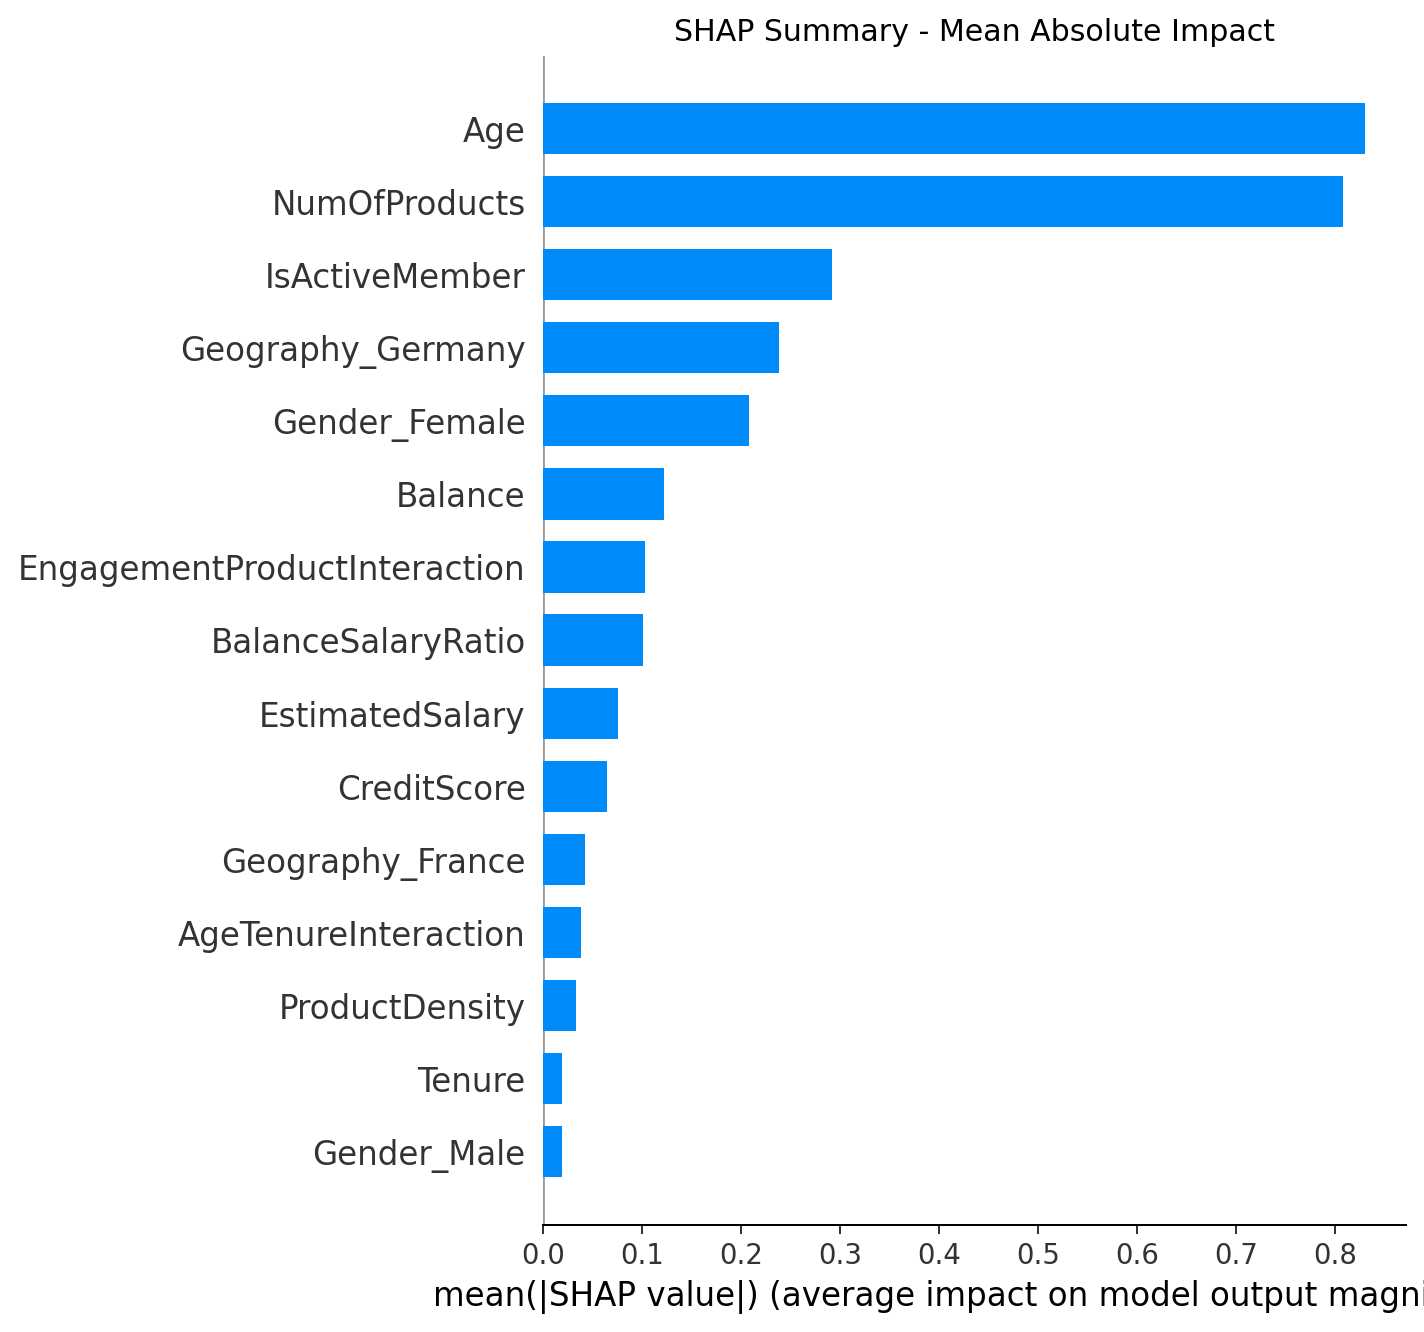 SHAP Summary - Mean Absolute Impact
Age
NumOfProducts
IsActiveMember
Geography_Germany
Gender_Female
Balance
EngagementProductInteraction
BalanceSalaryRatio
EstimatedSalary
CreditScore
Geography_France
AgeTenureInteraction
ProductDensity
Tenure
Gender_Male
0.0 0.1 0.2 0.3 0.4 0.5 0.6 0.7 0.8
mean(|SHAP value|) (average impact on model output magni